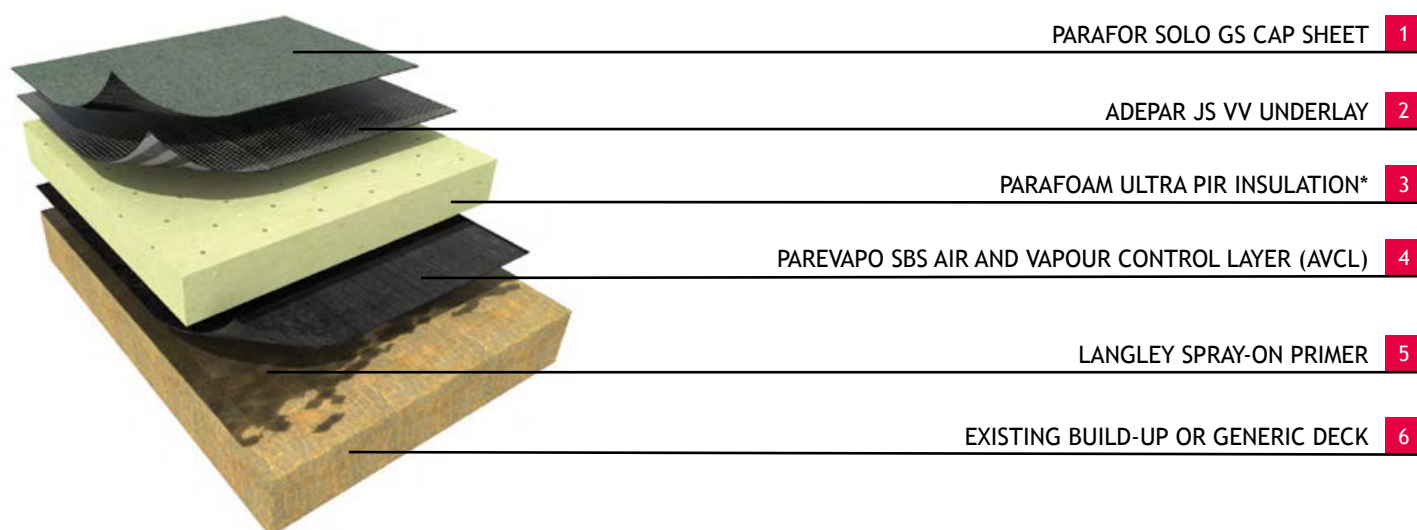 PARAFOR SOLO GS CAP SHEET 1
ADEPAR JS VV UNDERLAY 2
PARAFOAM ULTRA PIR INSULATION* 3
PAREVAPO SBS AIR AND VAPOUR CONTROL LAYER (AVCL) 4
LANGLEY SPRAY-ON PRIMER 5
EXISTING BUILD-UP OR GENERIC DECK 6